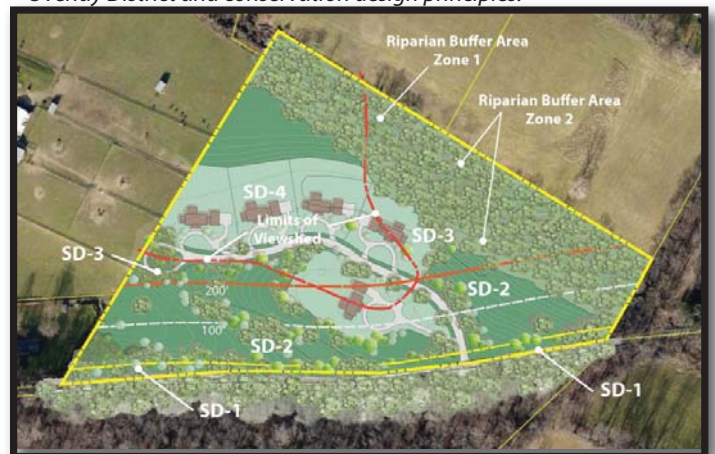 Overlay District and conservation design principles.
Riparian Buffer Area
Zone 1
Riparian Buffer Area
Zone 2
SD-4
Limits of
Viewshed
SD-3
SD-3
SD-2
200'
100'
SD-2
SD-1
SD-1